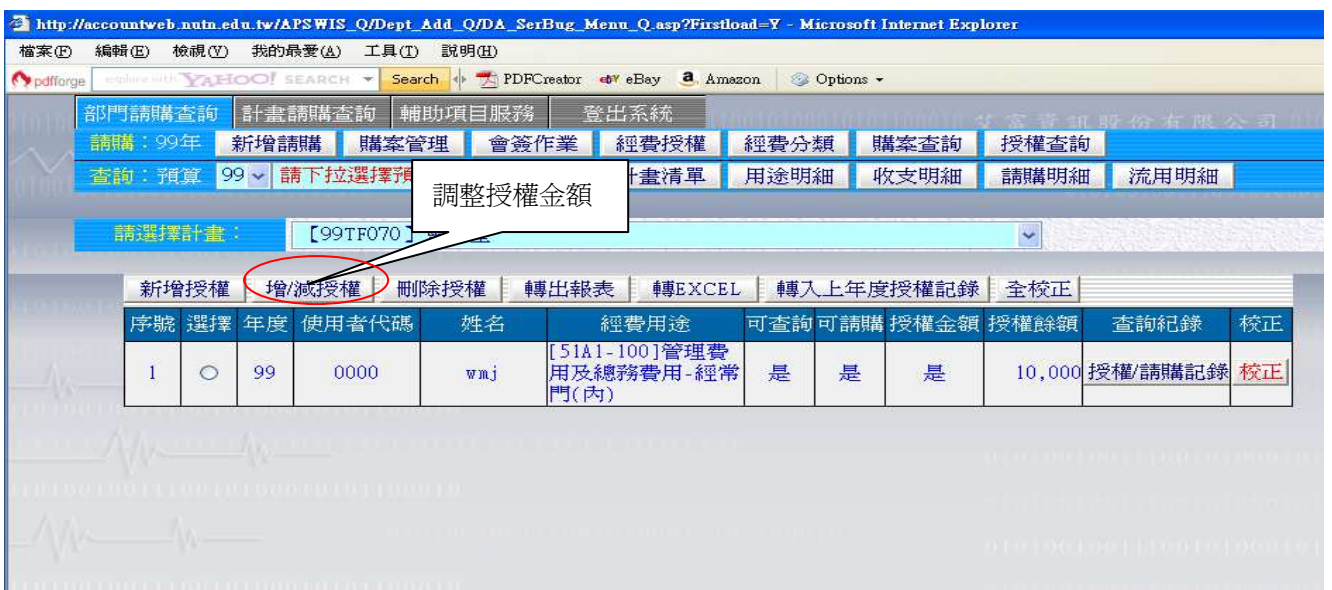 http://accountweb.nutn.edu.tw/APSWIS_Q/Dept_Add_Q/DA_SerBug_Menu_Q.asp?Firstload=Y - Microsoft Internet Explorer
檔案(F) 編輯(E) 檢視(V) 我的最愛(A) 工具(T) 說明(H)
pdfforge explore with YAHOO! SEARCH Search PDFCreator eBay Amazon Options
部門請購查詢 計畫請購查詢 輔助項目服務 登出系統
艾富資訊股份有限公司
請購：99年 新增請購 購案管理 會簽作業 經費授權 經費分類 購案查詢 授權查詢
查詢：預算 99 請下拉選擇預 計畫清單 用途明細 收支明細 請購明細 流用明細
調整授權金額
請選擇計畫： 【99TF070】
新增授權 增/減授權 刪除授權 轉出報表 轉EXCEL 轉入上年度授權記錄 全校正
序號 選擇 年度 使用者代碼 姓名 經費用途 可查詢 可請購 授權金額 授權餘額 查詢紀錄 校正
1 99 0000 wmj [51A1-100]管理費用及總務費用-經常門(內) 是 是 是 10,000 授權/請購記錄 校正